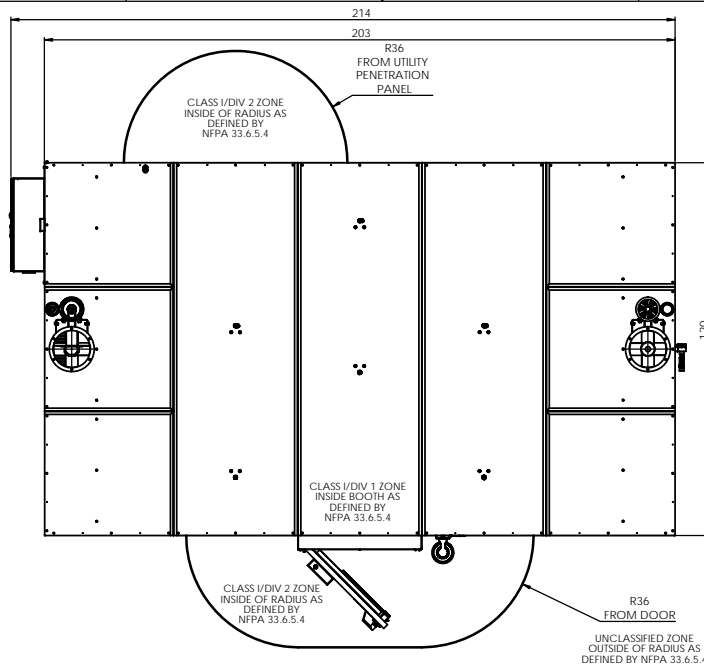 214
203
R36
FROM UTILITY
PENETRATION
PANEL
CLASS I/DIV 2 ZONE
INSIDE OF RADIUS AS
DEFINED BY
NFPA 33.6.5.4
120
CLASS I/DIV 1 ZONE
INSIDE BOOTH AS
DEFINED BY
NFPA 33.6.5.4
CLASS I/DIV 2 ZONE
INSIDE OF RADIUS AS
DEFINED BY
NFPA 33.6.5.4
R36
FROM DOOR
UNCLASSIFIED ZONE
OUTSIDE OF RADIUS AS
DEFINED BY NFPA 33.6.5.4